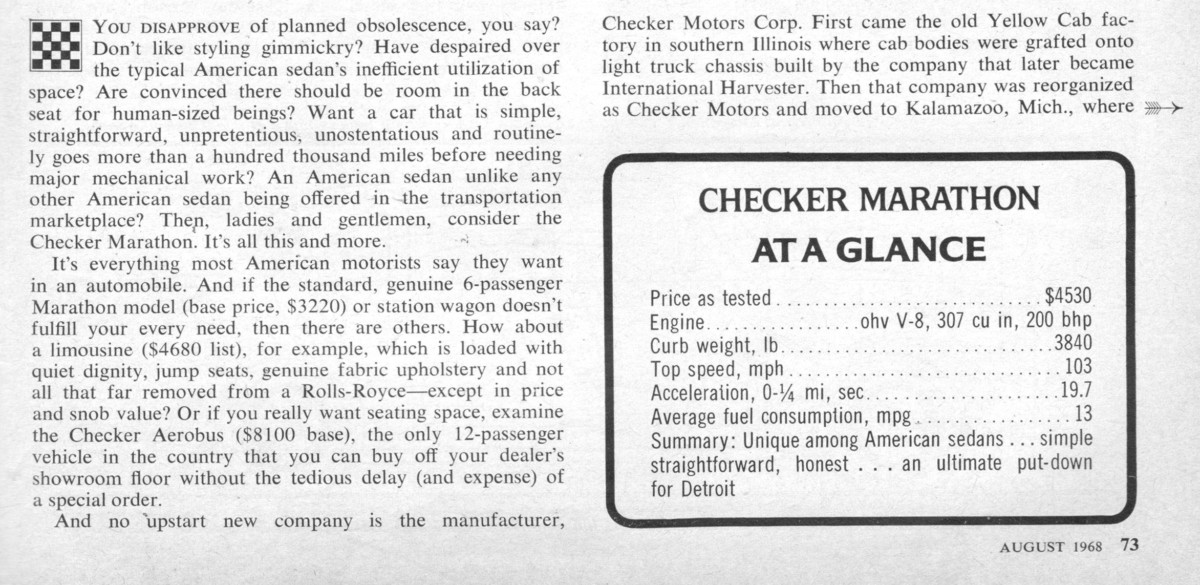 YOU DISAPPROVE of planned obsolescence, you say?
Don't like styling gimmickry? Have despaired over
the typical American sedan's inefficient utilization of
space? Are convinced there should be room in the back
seat for human-sized beings? Want a car that is simple,
straightforward, unpretentious, unostentatious and routine-
ly goes more than a hundred thousand miles before needing
major mechanical work? An American sedan unlike any
other American sedan being offered in the transportation
marketplace? Then, ladies and gentlemen, consider the
Checker Marathon. It's all this and more.
It's everything most American motorists say they want
in an automobile. And if the standard, genuine 6-passenger
Marathon model (base price, $3220) or station wagon doesn't
fulfill your every need, then there are others. How about
a limousine ($4680 list), for example, which is loaded with
quiet dignity, jump seats, genuine fabric upholstery and not
all that far removed from a Rolls-Royce—except in price
and snob value? Or if you really want seating space, examine
the Checker Aerobus ($8100 base), the only 12-passenger
vehicle in the country that you can buy off your dealer's
showroom floor without the tedious delay (and expense) of
a special order.
And no upstart new company is the manufacturer,
Checker Motors Corp. First came the old Yellow Cab fac-
tory in southern Illinois where cab bodies were grafted onto
light truck chassis built by the company that later became
International Harvester. Then that company was reorganized
as Checker Motors and moved to Kalamazoo, Mich., where
CHECKER MARATHON
AT A GLANCE
Price as tested . . . . . . . . . . . . . . . . . . . . . . . . . . . . . . $4530
Engine. . . . . . . . . . . . . . . . . ohv V-8, 307 cu in, 200 bhp
Curb weight, lb. . . . . . . . . . . . . . . . . . . . . . . . . . . . . . 3840
Top speed, mph . . . . . . . . . . . . . . . . . . . . . . . . . . . . . . 103
Acceleration, 0-¼ mi, sec. . . . . . . . . . . . . . . . . . . . . . 19.7
Average fuel consumption, mpg . . . . . . . . . . . . . . . . . . 13
Summary: Unique among American sedans . . . simple
straightforward, honest . . . an ultimate put-down
for Detroit
AUGUST 1968 73